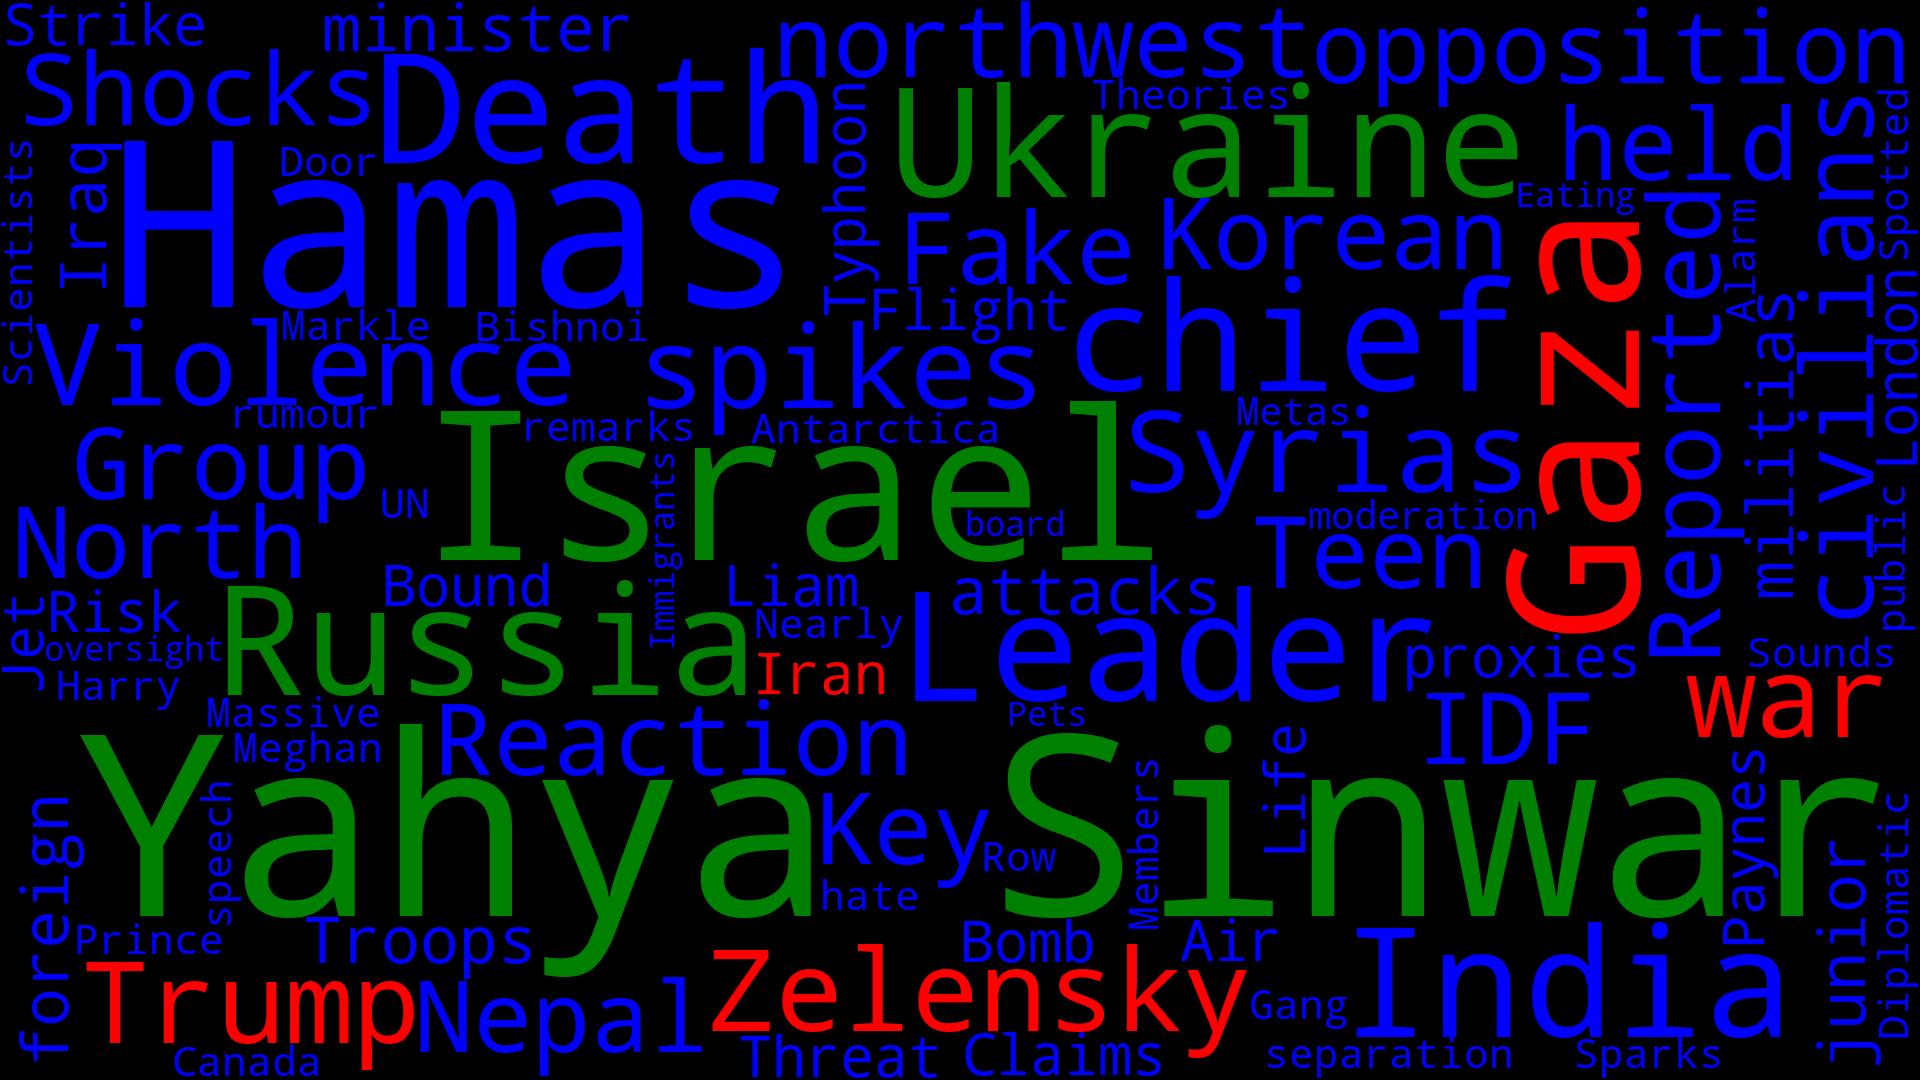 Strike
minister
northwest
opposition
Shocks
Death
Theories
Ukraine
held
civilians
Spotted
Scientists
Iraq
Door
Hamas
Typhoon
Fake
Korean
Eating
Gaza
Reported
Alarm
Markle
Bishnoi
Flight
chief
militias
London
Violence
spikes
rumour
remarks
Antarctica
Metas
Syrias
Group
UN
Israel
Immigrants
board
moderation
public
North
Bound
Liam
attacks
Teen
Jet
Risk
Russia
Nearly
Leader
oversight
Harry
Iran
proxies
Sounds
war
Massive
Meghan
Reaction
Pets
IDF
Yahya Sinwar
Life
Members
Paynes
foreign
speech
Key
Row
hate
junior
Diplomatic
Prince
Troops
Bomb
Air
India
Trump
Nepal
Zelensky
Gang
Canada
Threat
Claims
separation
Sparks